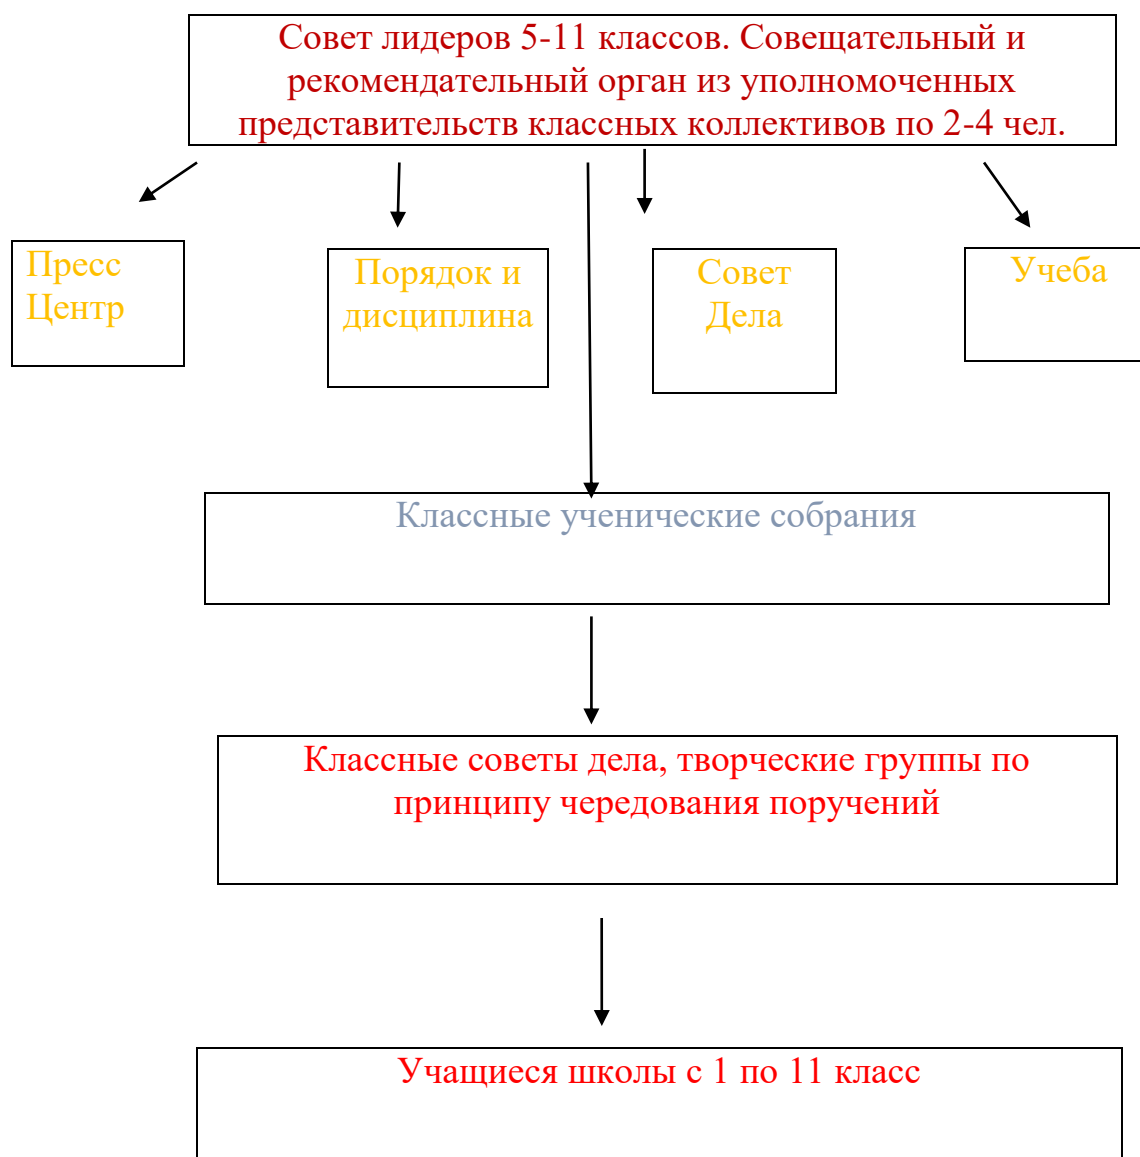 Совет лидеров 5-11 классов. Совещательный и
рекомендательный орган из уполномоченных
представительств классных коллективов по 2-4 чел.
Пресс
Центр
Порядок и
дисциплина
Совет
Дела
Учеба
Классные ученические собрания
Классные советы дела, творческие группы по
принципу чередования поручений
Учащиеся школы с 1 по 11 класс